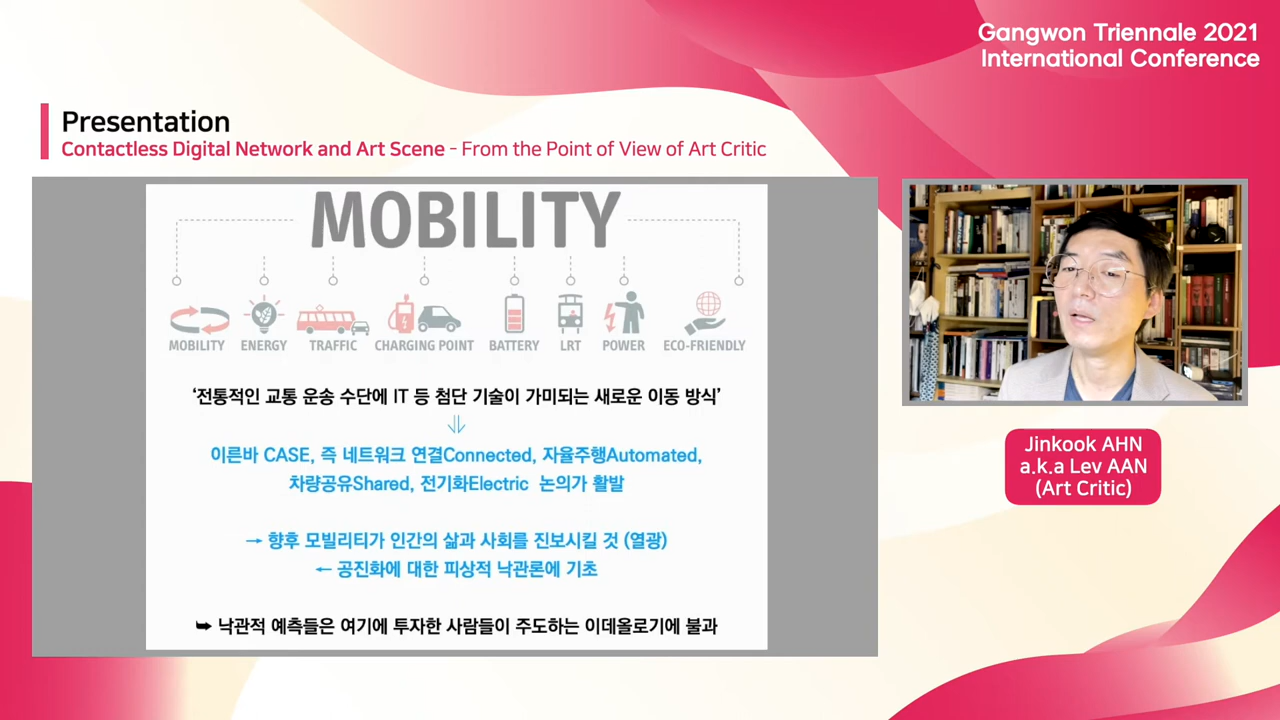 Gangwon Triennale 2021
International Conference
Presentation
Contactless Digital Network and Art Scene - From the Point of View of Art Critic
MOBILITY
MOBILITY ENERGY TRAFFIC CHARGING POINT BATTERY LRT POWER ECO-FRIENDLY
‘전통적인 교통 운송 수단에 IT 등 첨단 기술이 가미되는 새로운 이동 방식’
⇓
이른바 CASE, 즉 네트워크 연결Connected, 자율주행Automated,
차량공유Shared, 전기화Electric 논의가 활발
→ 향후 모빌리티가 인간의 삶과 사회를 진보시킬 것 (열광)
← 공진화에 대한 피상적 낙관론에 기초
➥ 낙관적 예측들은 여기에 투자한 사람들이 주도하는 이데올로기에 불과
Jinkook AHN
a.k.a Lev AAN
(Art Critic)